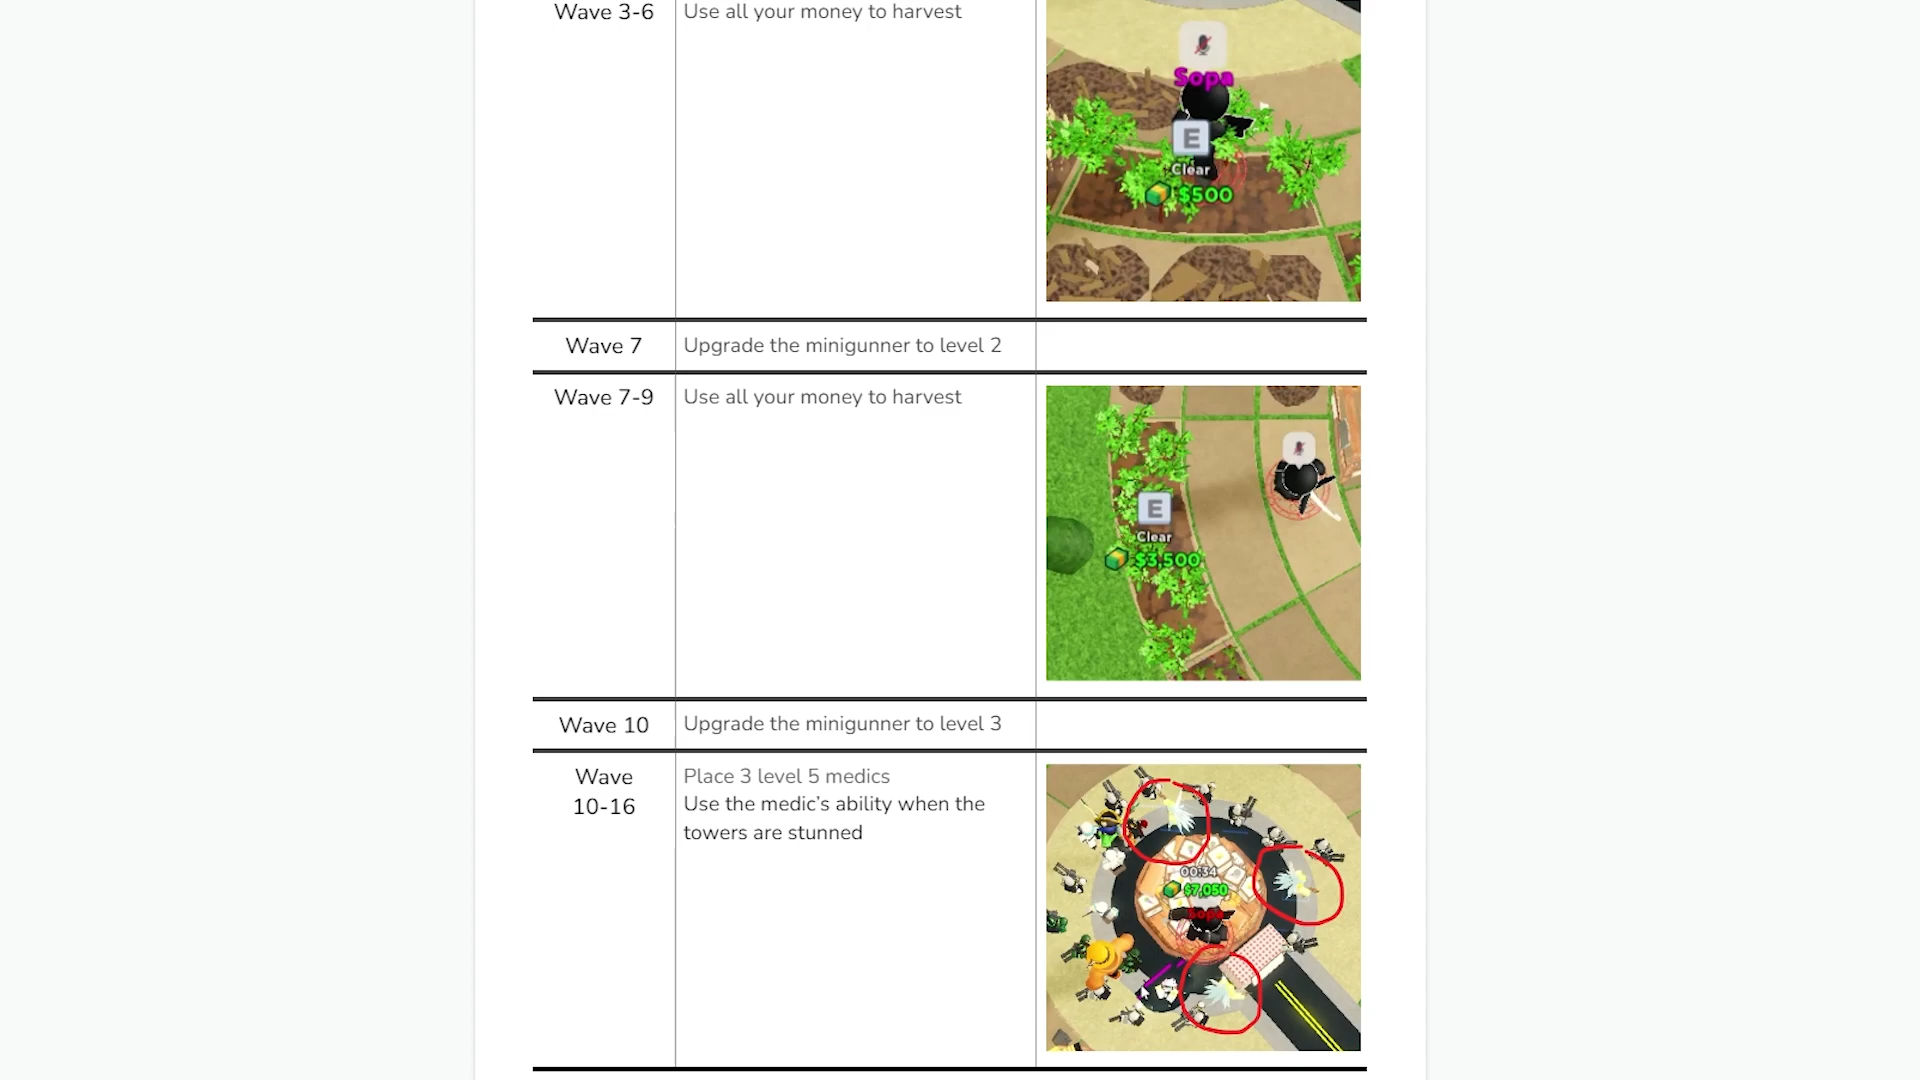 Wave 3-6
Use all your money to harvest
Sopa
E
Clear
$500
Wave 7
Upgrade the minigunner to level 2
Wave 7-9
Use all your money to harvest
E
Clear
$3,500
Wave 10
Upgrade the minigunner to level 3
Wave
10-16
Place 3 level 5 medics
Use the medic’s ability when the
towers are stunned
00:34
$7,050
Sopa